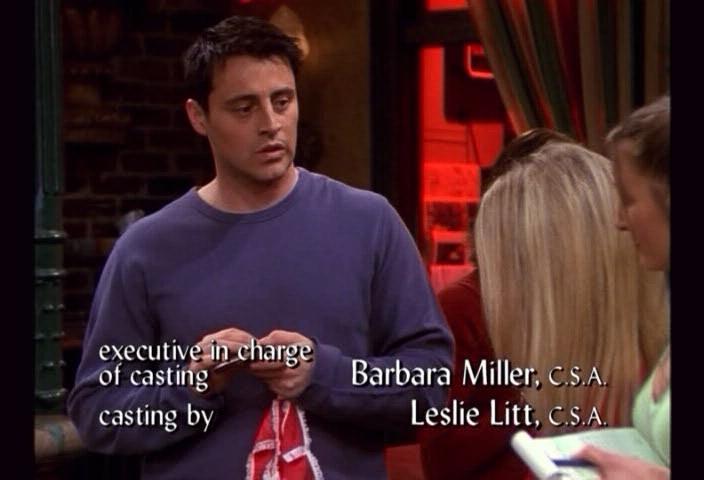 executive in charge
of casting
Barbara Miller, C.S.A.
casting by
Leslie Litt, C.S.A.